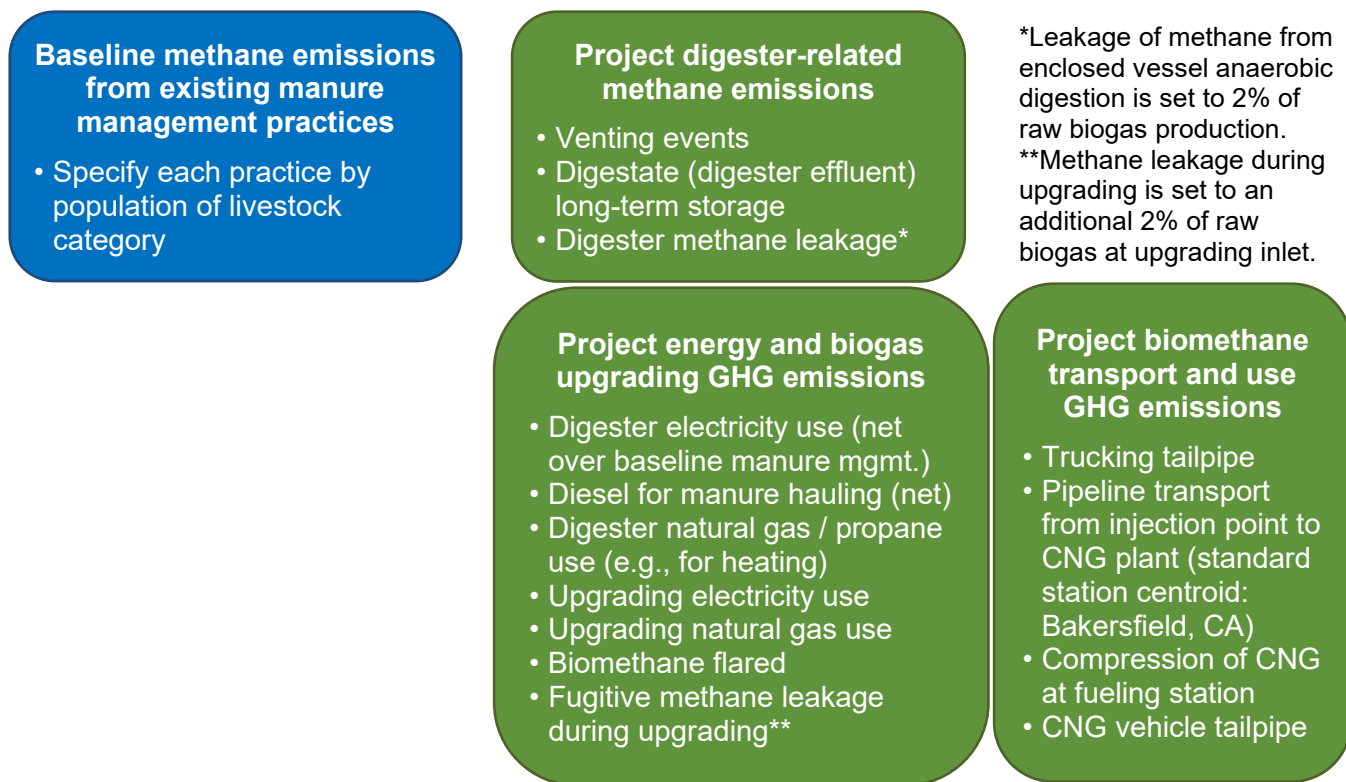 Baseline methane emissions
from existing manure
management practices
• Specify each practice by
population of livestock
category
Project digester-related
methane emissions
• Venting events
• Digestate (digester effluent)
long-term storage
• Digester methane leakage*
*Leakage of methane from
enclosed vessel anaerobic
digestion is set to 2% of
raw biogas production.
**Methane leakage during
upgrading is set to an
additional 2% of raw
biogas at upgrading inlet.
Project energy and biogas
upgrading GHG emissions
• Digester electricity use (net
over baseline manure mgmt.)
• Diesel for manure hauling (net)
• Digester natural gas / propane
use (e.g., for heating)
• Upgrading electricity use
• Upgrading natural gas use
• Biomethane flared
• Fugitive methane leakage
during upgrading**
Project biomethane
transport and use
GHG emissions
• Trucking tailpipe
• Pipeline transport
from injection point to
CNG plant (standard
station centroid:
Bakersfield, CA)
• Compression of CNG
at fueling station
• CNG vehicle tailpipe